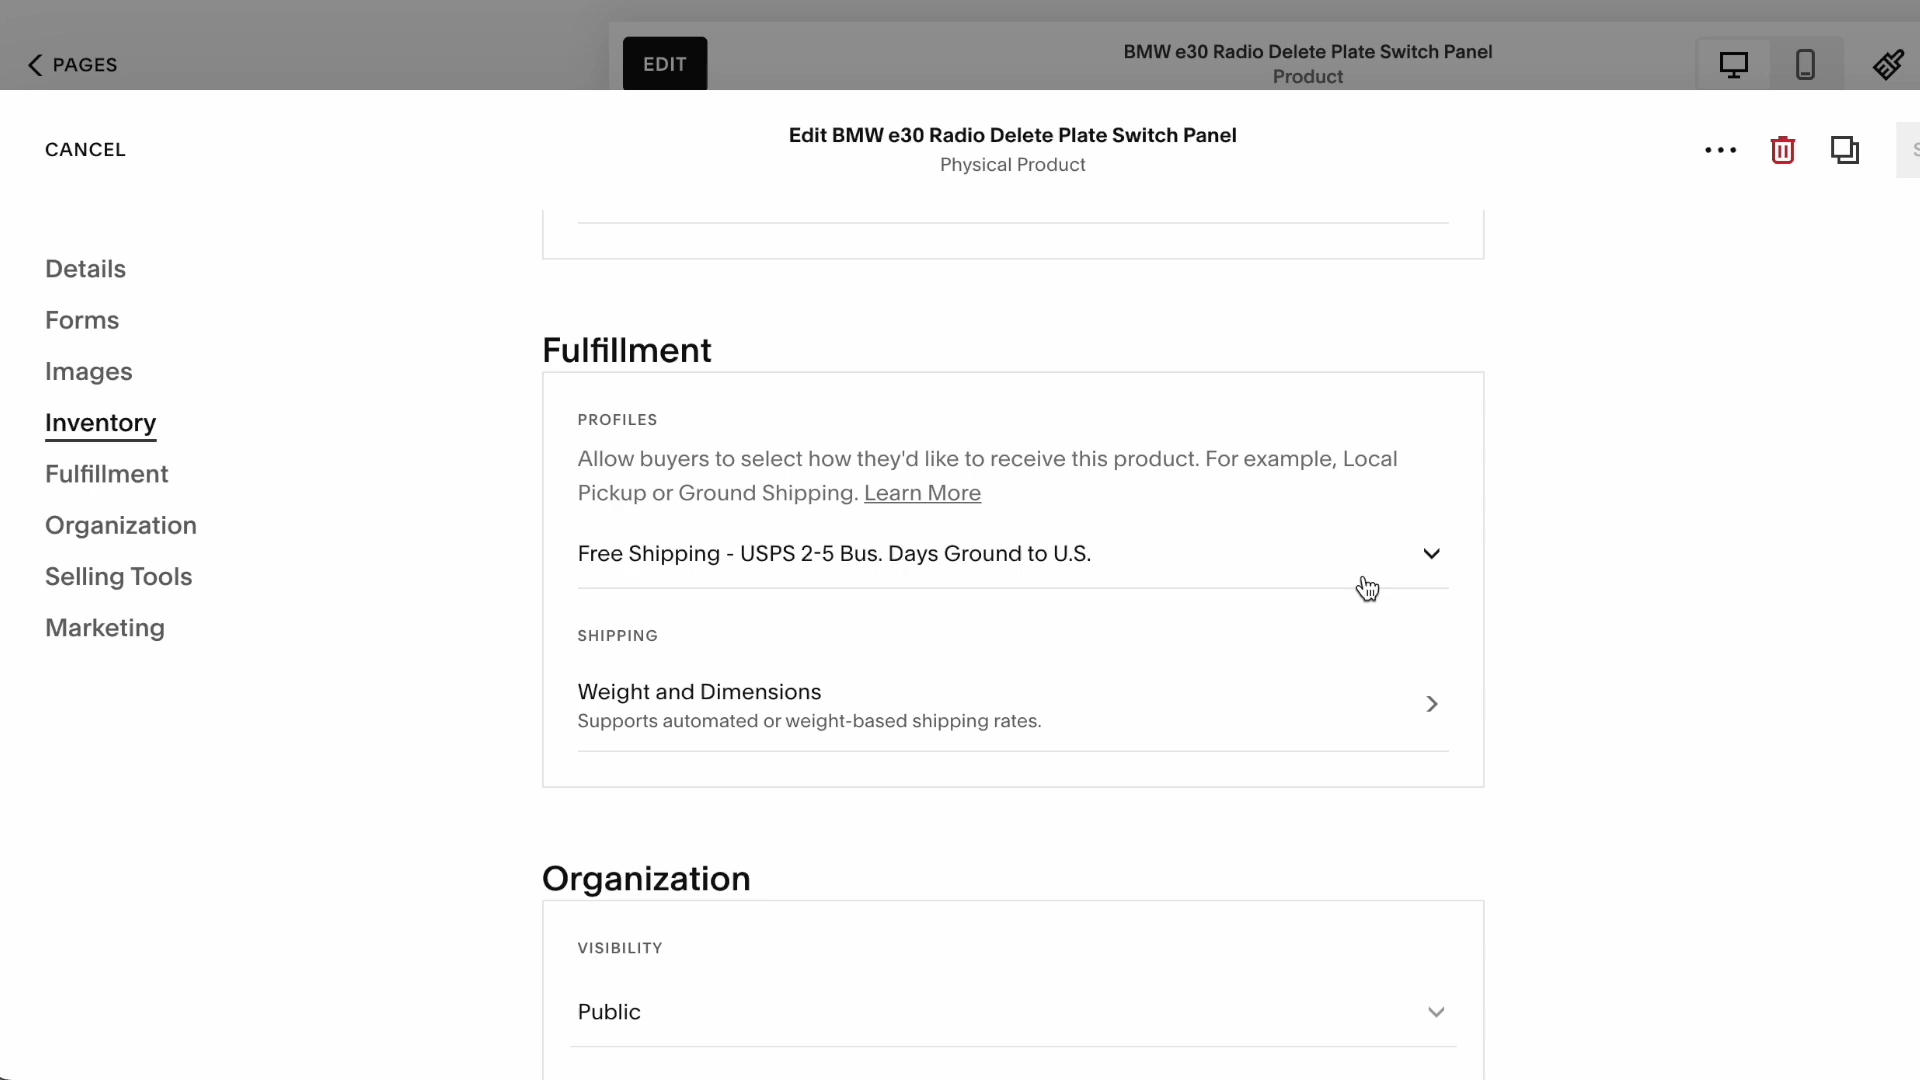 PAGES
EDIT
BMW e30 Radio Delete Plate Switch Panel
Product
CANCEL
Edit BMW e30 Radio Delete Plate Switch Panel
Physical Product
Details
Forms
Images
Inventory
Fulfillment
Organization
Selling Tools
Marketing
Fulfillment
PROFILES
Allow buyers to select how they'd like to receive this product. For example, Local
Pickup or Ground Shipping. Learn More
Free Shipping - USPS 2-5 Bus. Days Ground to U.S.
SHIPPING
Weight and Dimensions
Supports automated or weight-based shipping rates.
Organization
VISIBILITY
Public